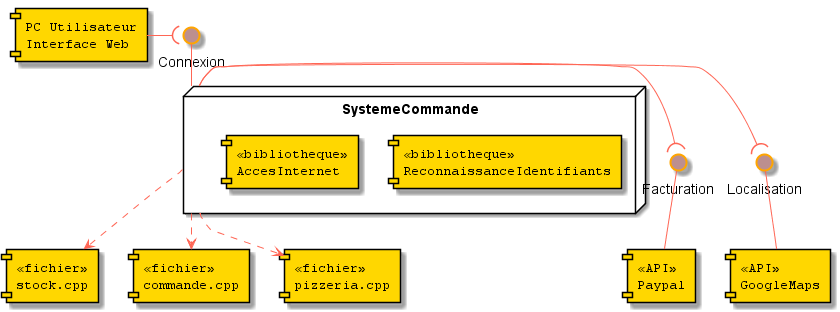 PC Utilisateur
Interface Web
Connexion
SystemeCommande
«bibliotheque»
AccesInternet
«bibliotheque»
ReconnaissanceIdentifiants
Facturation
Localisation
«fichier»
stock.cpp
«fichier»
commande.cpp
«fichier»
pizzeria.cpp
«API»
Paypal
«API»
GoogleMaps